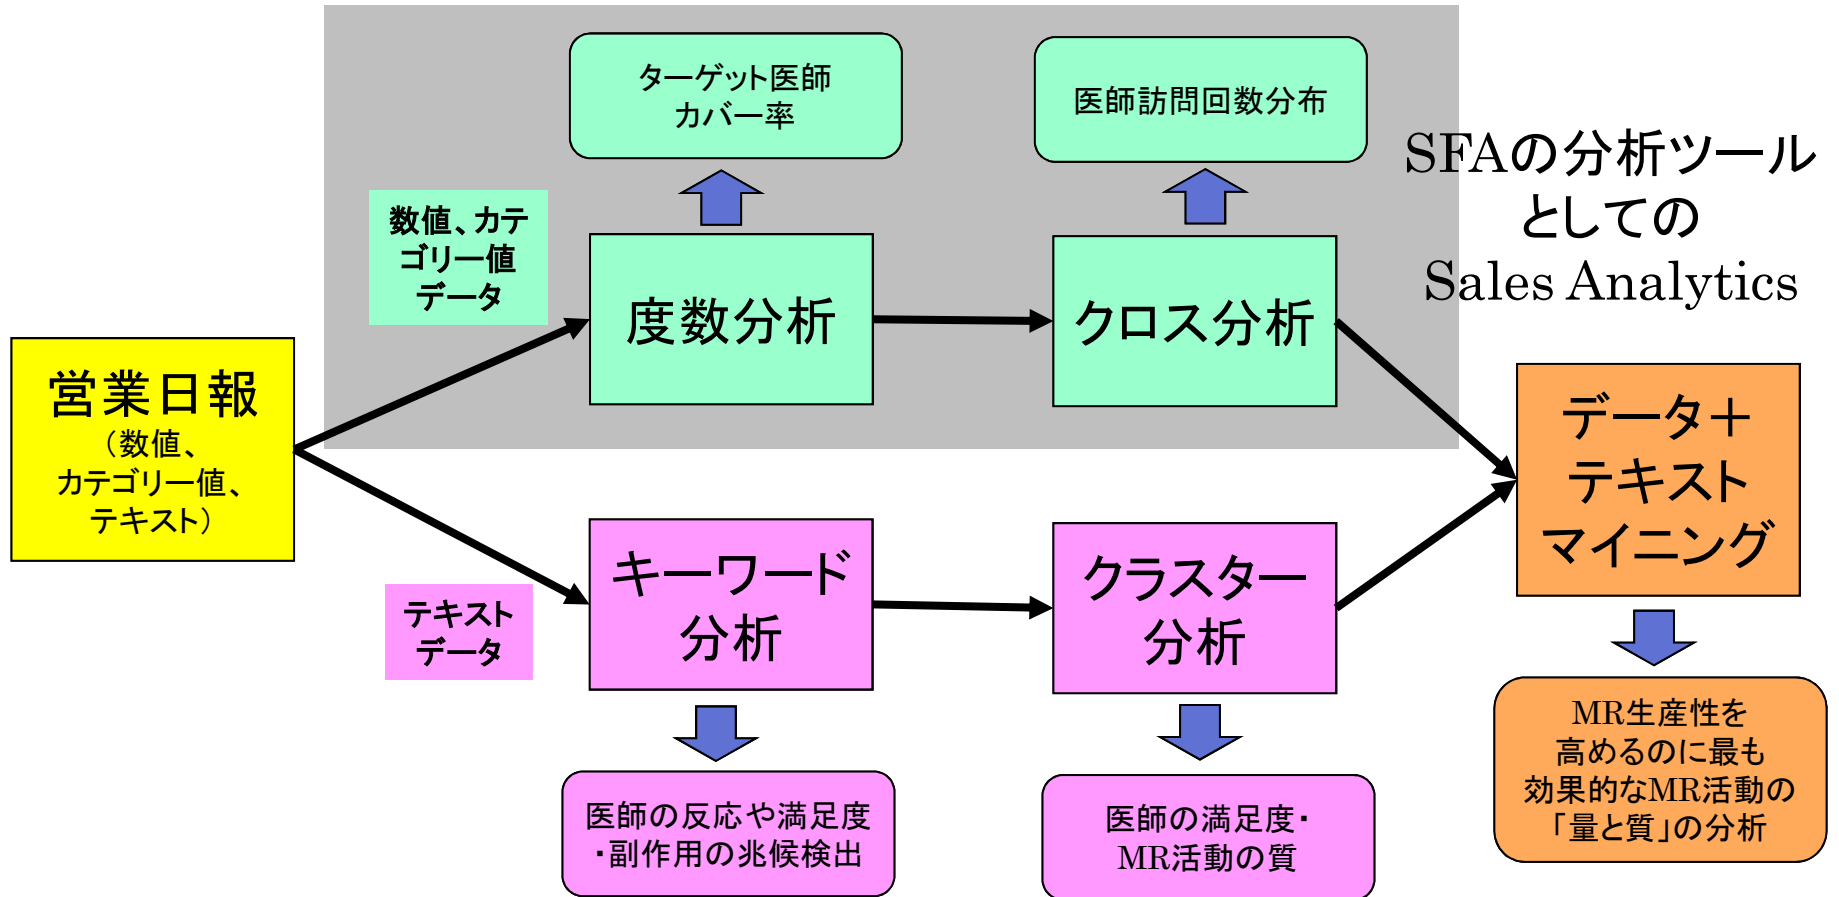 ターゲット医師
カバー率
医師訪問回数分布
SFAの分析ツール
としての
Sales Analytics
数値、カテ
ゴリー値
データ
度数分析
クロス分析
営業日報
（数値、
カテゴリー値、
テキスト）
データ＋
テキスト
マイニング
テキスト
データ
キーワード
分析
クラスター
分析
医師の反応や満足度
・副作用の兆候検出
医師の満足度・
MR活動の質
MR生産性を
高めるのに最も
効果的なMR活動の
「量と質」の分析